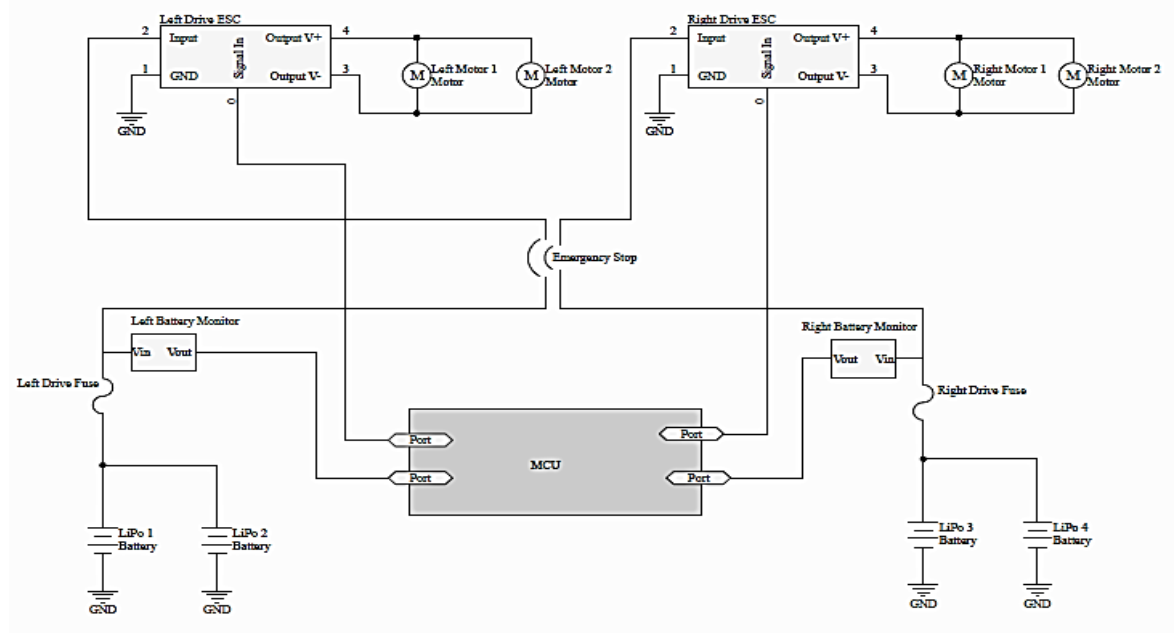 Left Drive ESC
Right Drive ESC
2 Input Output V+ 4
Signal In
1 GND Output V- 3
0
GND
Left Motor 1
Motor
M
Left Motor 2
Motor
M
2 Input Output V+ 4
Signal In
1 GND Output V- 3
0
GND
Right Motor 1
Motor
M
Right Motor 2
Motor
M
Emergency Stop
Left Battery Monitor
Vin Vout
Right Battery Monitor
Vout Vin
Left Drive Fuse
Right Drive Fuse
Port
Port
MCU
Port
Port
LiPo 1
Battery
GND
LiPo 2
Battery
GND
LiPo 3
Battery
GND
LiPo 4
Battery
GND